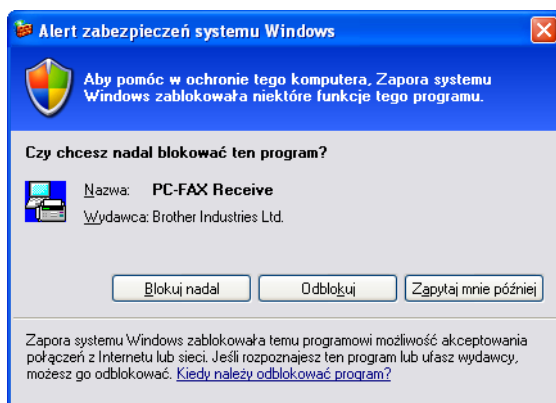 Alert zabezpieczeń systemu Windows
Aby pomóc w ochronie tego komputera, Zapora systemu
Windows zablokowała niektóre funkcje tego programu.
Czy chcesz nadal blokować ten program?
Nazwa: PC-FAX Receive
Wydawca: Brother Industries Ltd.
Blokuj nadal Odblokuj Zapytaj mnie później
Zapora systemu Windows zablokowała temu programowi możliwość akceptowania
połączeń z Internetu lub sieci. Jeśli rozpoznajesz ten program lub ufasz wydawcy,
możesz go odblokować. Kiedy należy odblokować program?